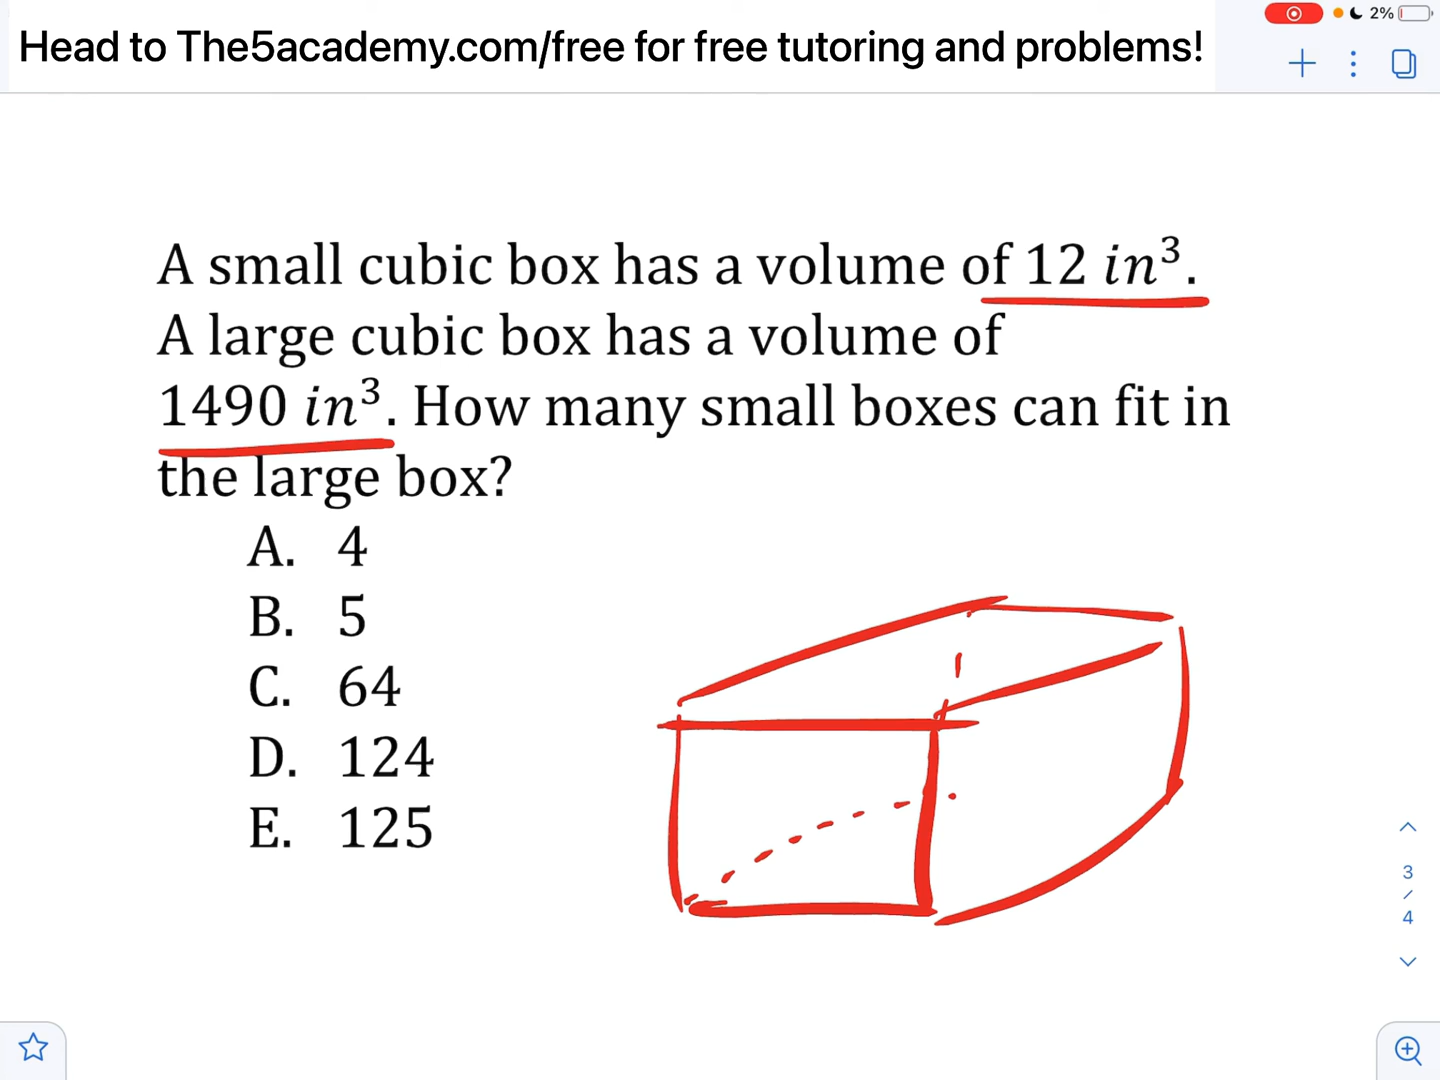 Head to The5academy.com/free for free tutoring and problems!
2%
A small cubic box has a volume of 12 in³.
A large cubic box has a volume of
1490 in³. How many small boxes can fit in
the large box?
A. 4
B. 5
C. 64
D. 124
E. 125
3
/
4